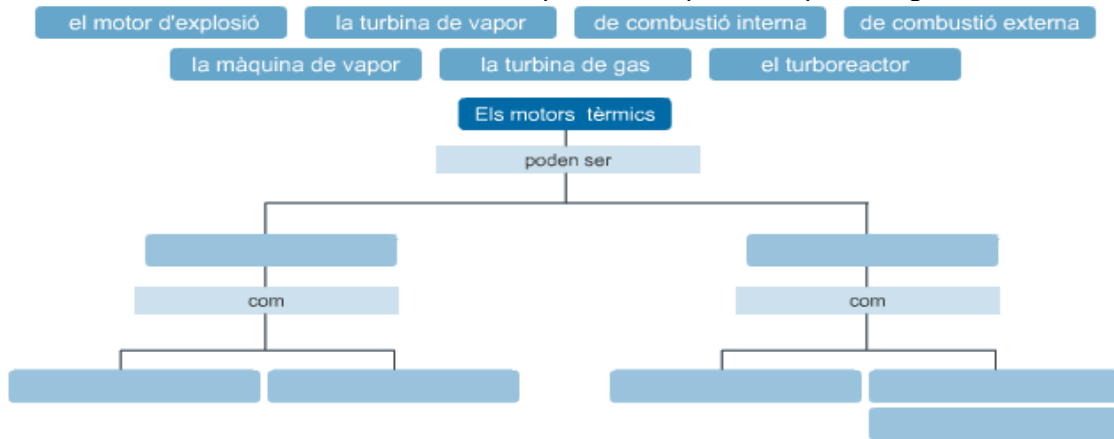 el motor d'explosió la turbina de vapor de combustió interna de combustió externa
la màquina de vapor la turbina de gas el turboreactor
Els motors tèrmics
poden ser
com com